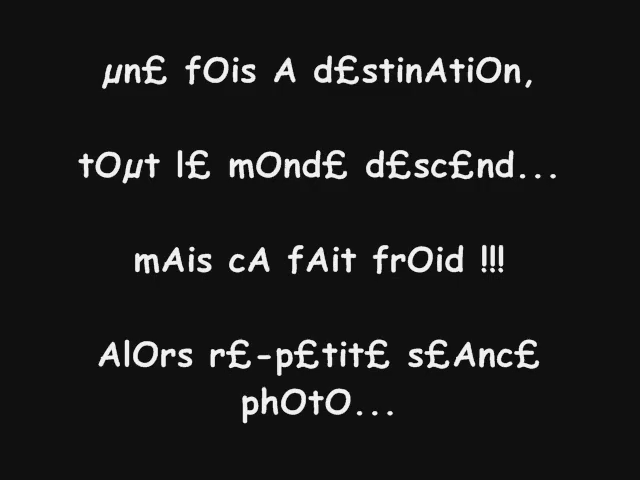 µn£ fOis A d£stinAtiOn,
tOµt l£ mOnd£ d£sc£nd...
mAis cA fAit frOid !!!
AlOrs r£-p£tit£ s£Anc£
phOtO...